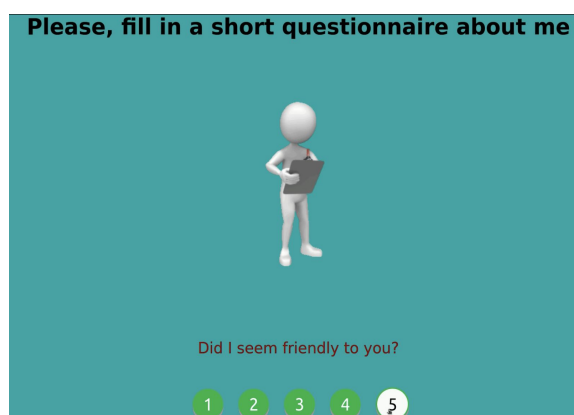 Please, fill in a short questionnaire about me
Did I seem friendly to you?
1 2 3 4 5